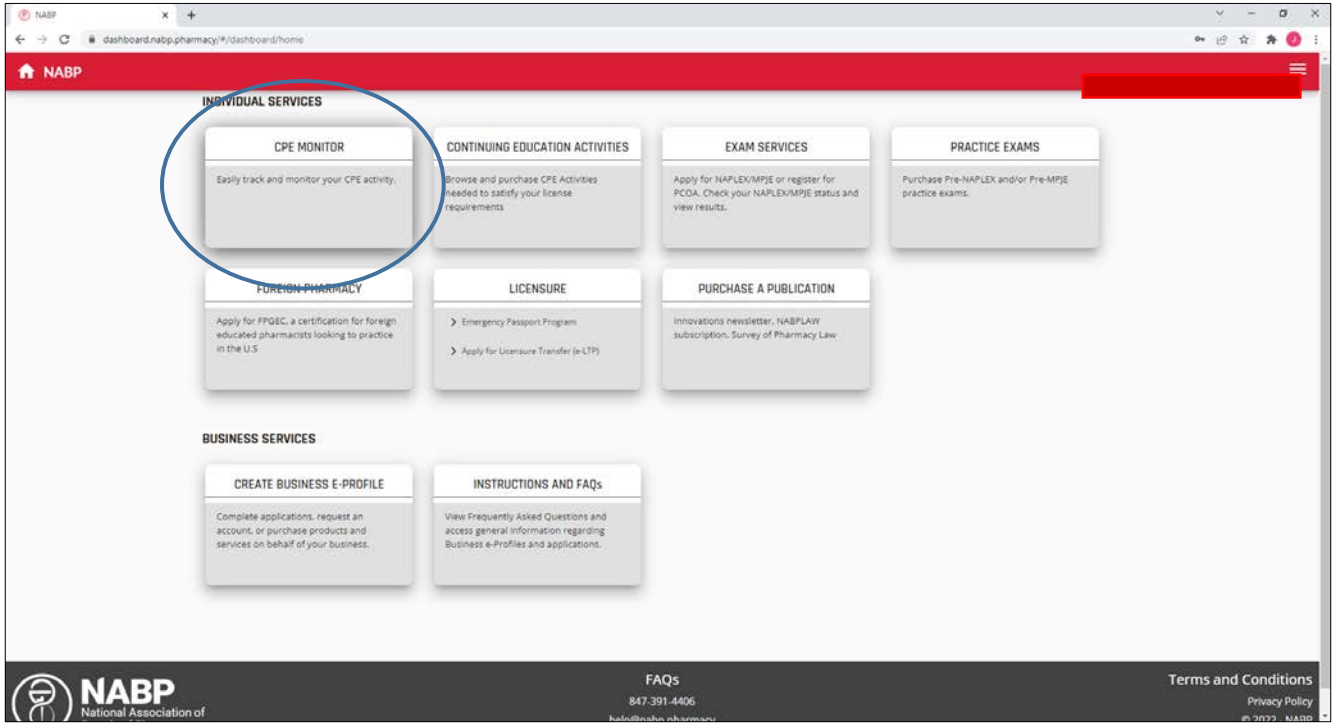 NABP
dashboard.nabp.pharmacy/#/dashboard/home
J
NABP
INDIVIDUAL SERVICES
CPE MONITOR
Easily track and monitor your CPE activity.
CONTINUING EDUCATION ACTIVITIES
Browse and purchase CPE Activities
needed to satisfy your license
requirements
EXAM SERVICES
Apply for NAPLEX/MPJE or register for
PCOA. Check your NAPLEX/MPJE status and
view results.
PRACTICE EXAMS
Purchase Pre-NAPLEX and/or Pre-MPJE
practice exams.
FOREIGN PHARMACY
Apply for FPGEC, a certification for foreign
educated pharmacists looking to practice
in the U.S
LICENSURE
Emergency Passport Program
Apply for Licensure Transfer (e-LTP)
PURCHASE A PUBLICATION
Innovations newsletter, NABPLAW
subscription, Survey of Pharmacy Law
BUSINESS SERVICES
CREATE BUSINESS E-PROFILE
Complete applications, request an
account, or purchase products and
services on behalf of your business.
INSTRUCTIONS AND FAQs
View Frequently Asked Questions and
access general information regarding
Business e-Profiles and applications.
NABP
National Association of
FAQs
847-391-4406
help@nabp.pharmacy
Terms and Conditions
Privacy Policy
© 2022 NABP